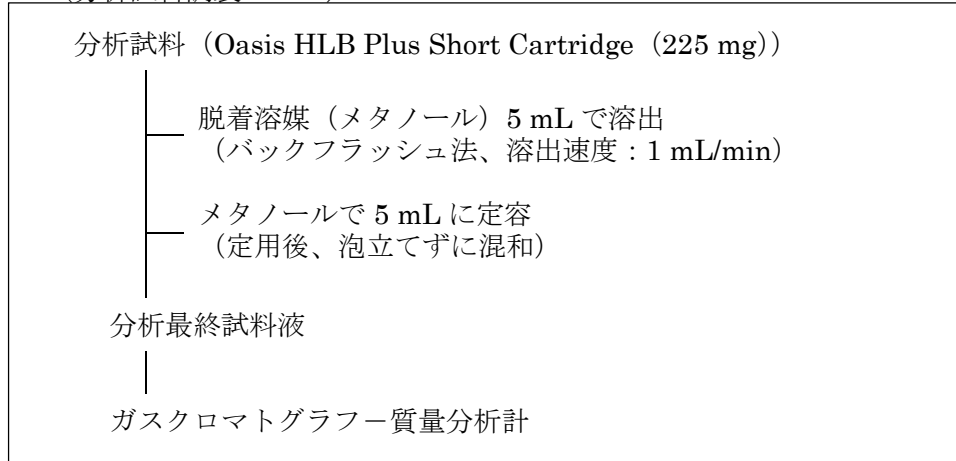 分析試料（Oasis HLB Plus Short Cartridge（225 mg））
脱着溶媒（メタノール）5 mL で溶出
（バックフラッシュ法、溶出速度：1 mL/min）
メタノールで 5 mL に定容
（定用後、泡立てずに混和）
分析最終試料液
ガスクロマトグラフ－質量分析計